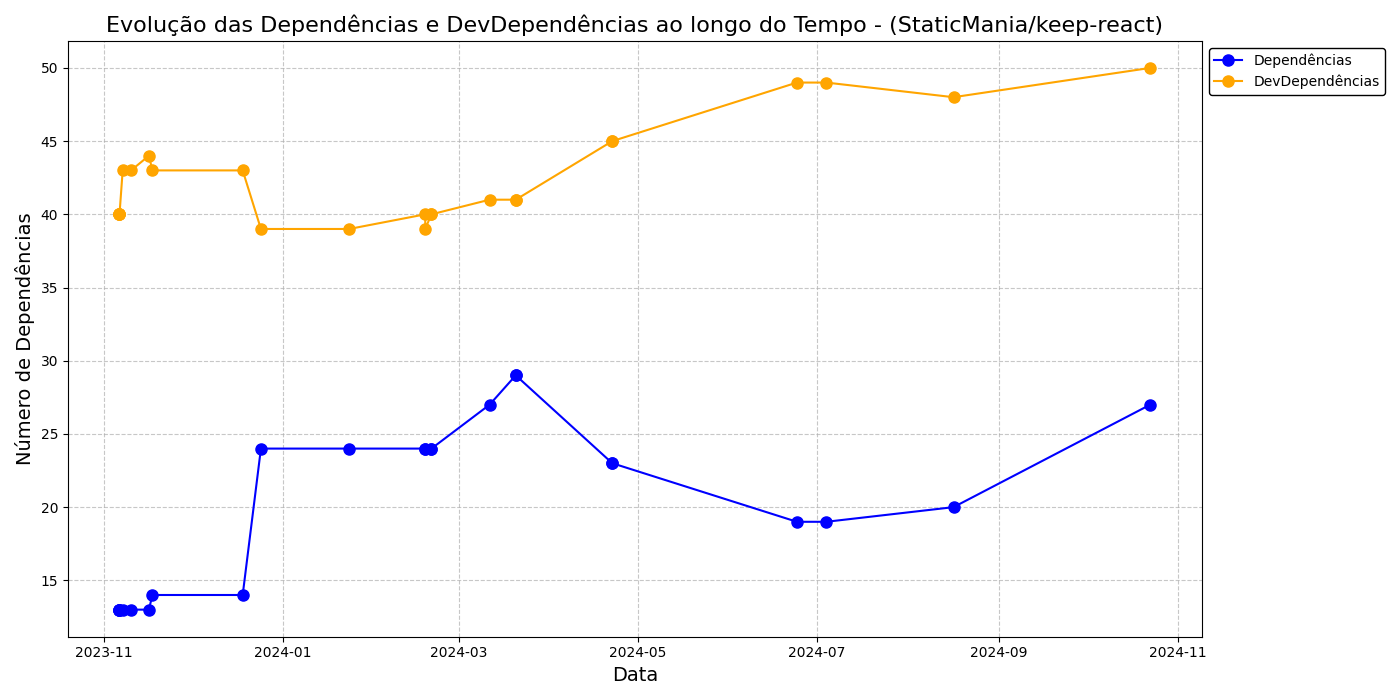 Evolução das Dependências e DevDependências ao longo do Tempo - (StaticMania/keep-react)
Dependências
DevDependências
Número de Dependências
50
45
40
35
30
25
20
15
2023-11 2024-01 2024-03 2024-05 2024-07 2024-09 2024-11
Data